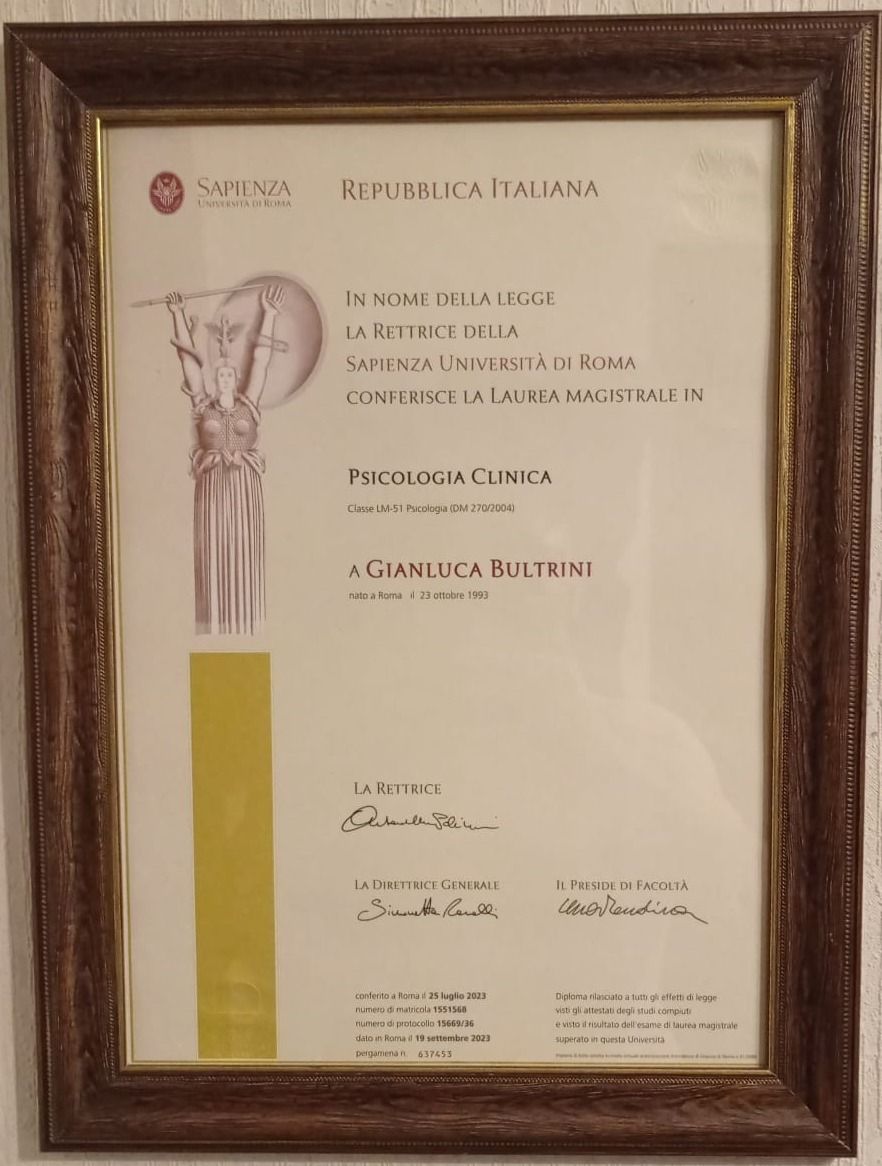 SAPIENZA
UNIVERSITÀ DI ROMA
REPUBBLICA ITALIANA
IN NOME DELLA LEGGE
LA RETTRICE DELLA
SAPIENZA UNIVERSITÀ DI ROMA
CONFERISCE LA LAUREA MAGISTRALE IN
PSICOLOGIA CLINICA
Classe LM-51 Psicologia (DM 270/2004)
A GIANLUCA BULTRINI
nato a Roma il 23 ottobre 1993
LA RETTRICE
LA DIRETTRICE GENERALE
IL PRESIDE DI FACOLTÀ
conferito a Roma il 25 luglio 2023
numero di matricola 1551568
numero di protocollo 15669/36
dato in Roma il 19 settembre 2023
pergamena n. 637453
Diploma rilasciato a tutti gli effetti di legge
visti gli attestati degli studi compiuti
e visto il risultato dell'esame di laurea magistrale
superato in questa Università